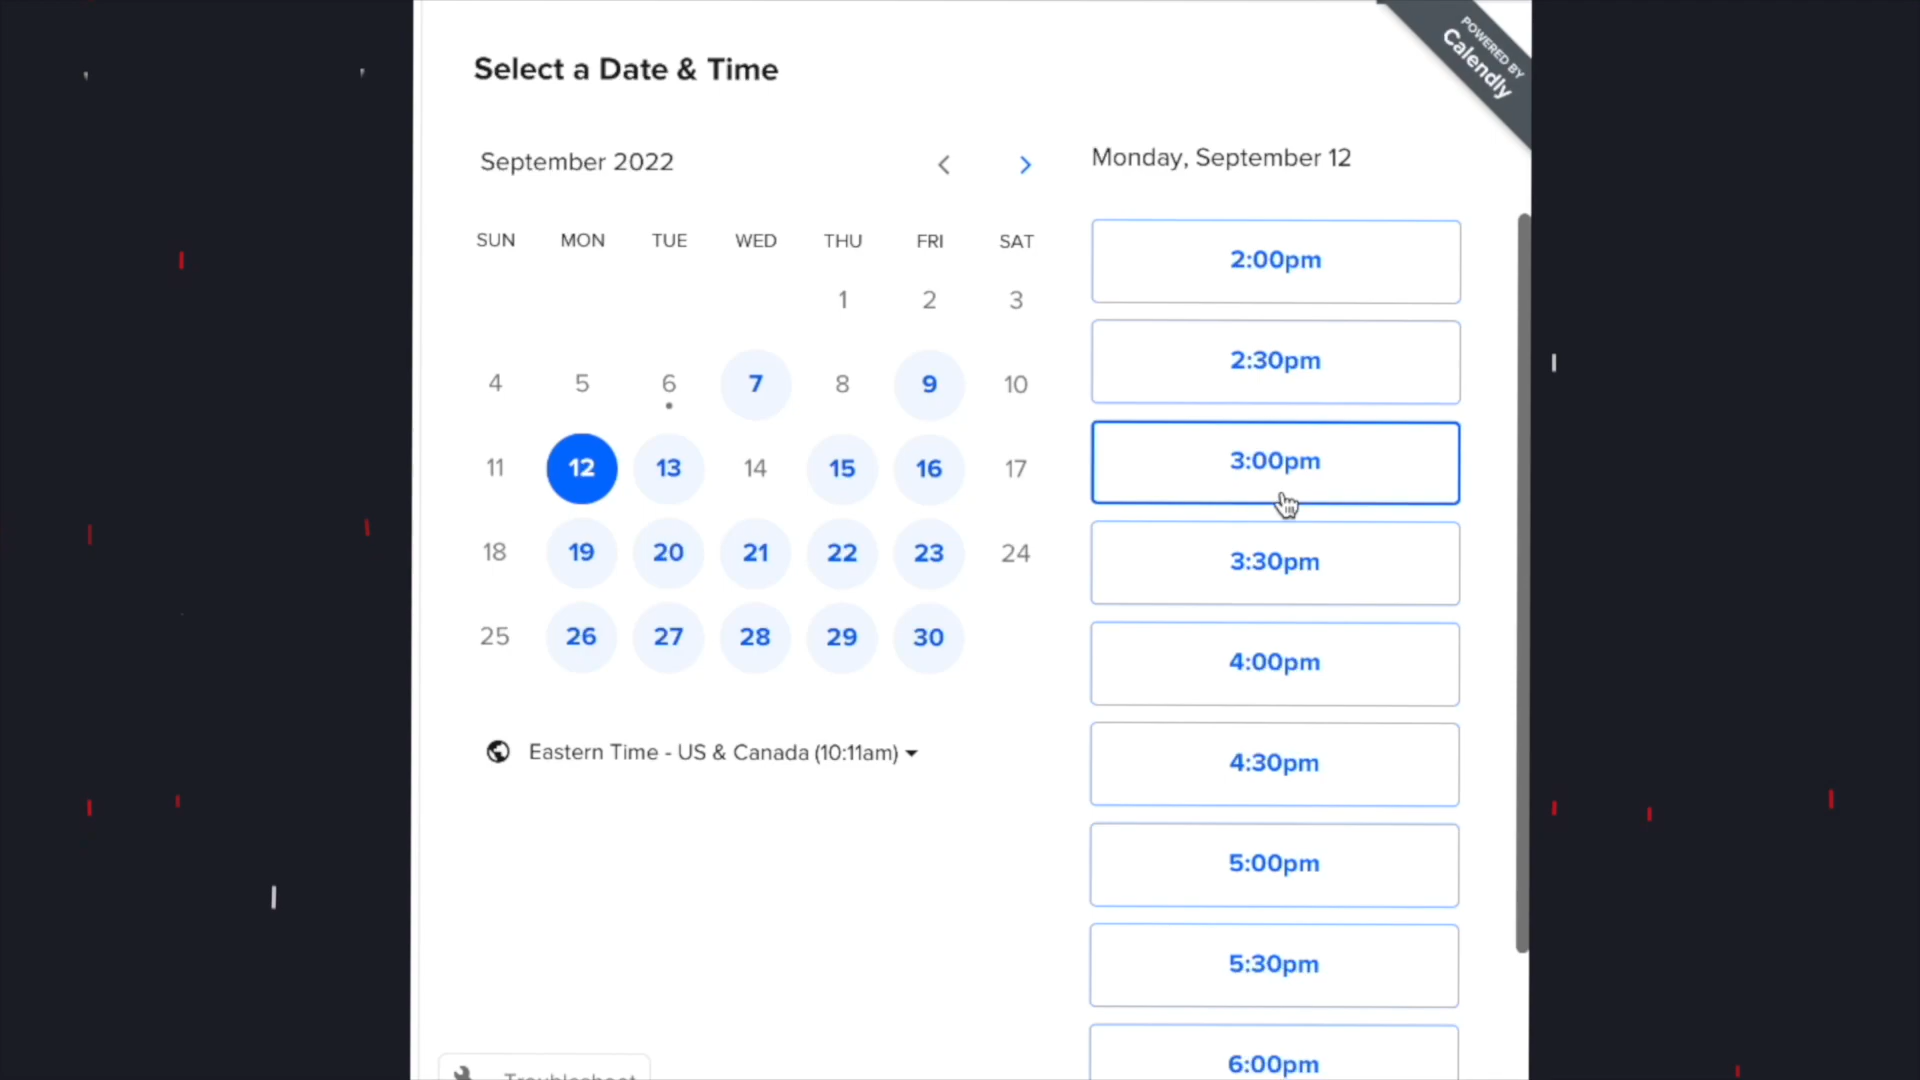 POWERED BY
Calendly
Select a Date & Time
September 2022
Monday, September 12
SUN MON TUE WED THU FRI SAT
1 2 3
4 5 6 7 8 9 10
11 12 13 14 15 16 17
18 19 20 21 22 23 24
25 26 27 28 29 30
Eastern Time - US & Canada (10:11am)
2:00pm
2:30pm
3:00pm
3:30pm
4:00pm
4:30pm
5:00pm
5:30pm
6:00pm
Troubleshoot